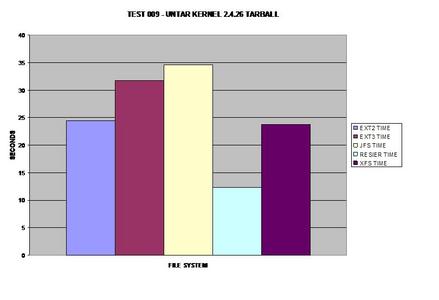 TEST 009 - UNTAR KERNEL 2.4.26 TARBALL
40
35
30
25
20
15
10
5
0
SECONDS
FILE SYSTEM
EXT2 TIME
EXT3 TIME
JFS TIME
RESIER TIME
XFS TIME